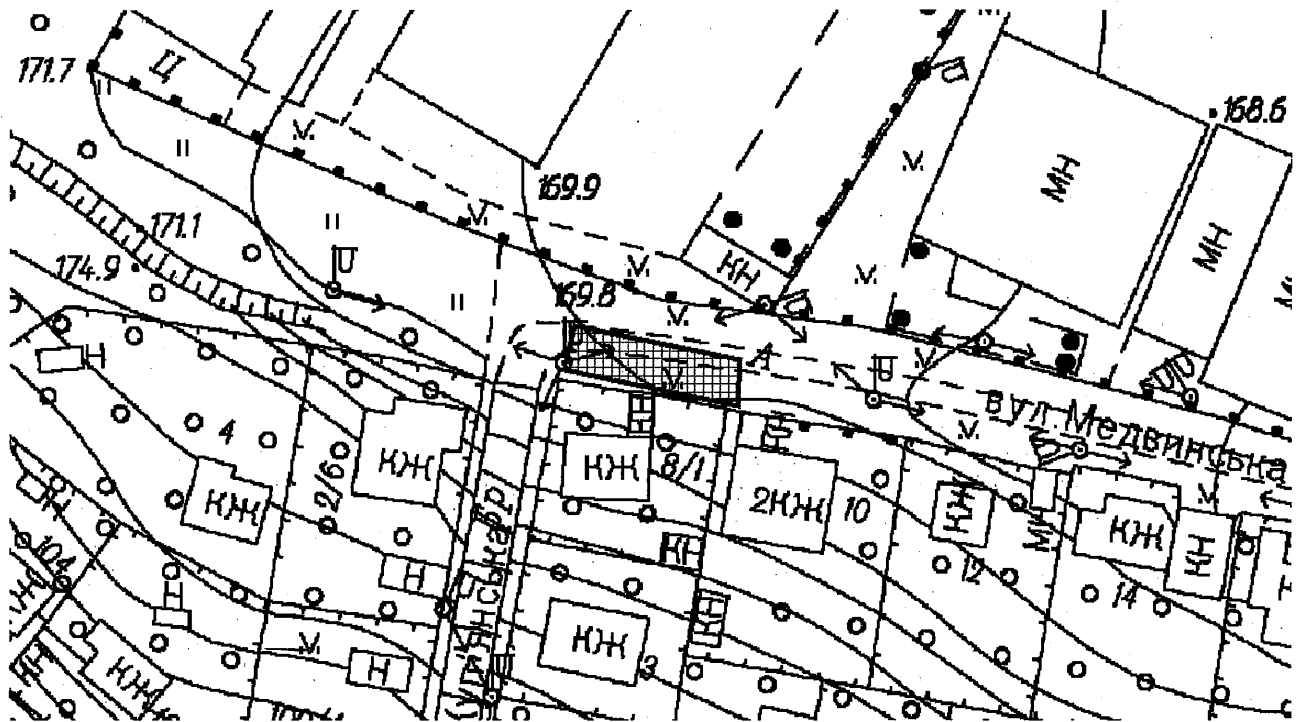 171.7
Ц
168.6
МН
169.9
МН
171.1
КН
174.9
169.8
Н
А
вул.Медвинська
4
КЖ
КЖ
8/1
КЖ
2/6
КЖ
2КЖ
10
КЖ
МН
КЖ
КН
104
КН
Н
Н
12
14
КН
КЖ
3
Н
КЖ